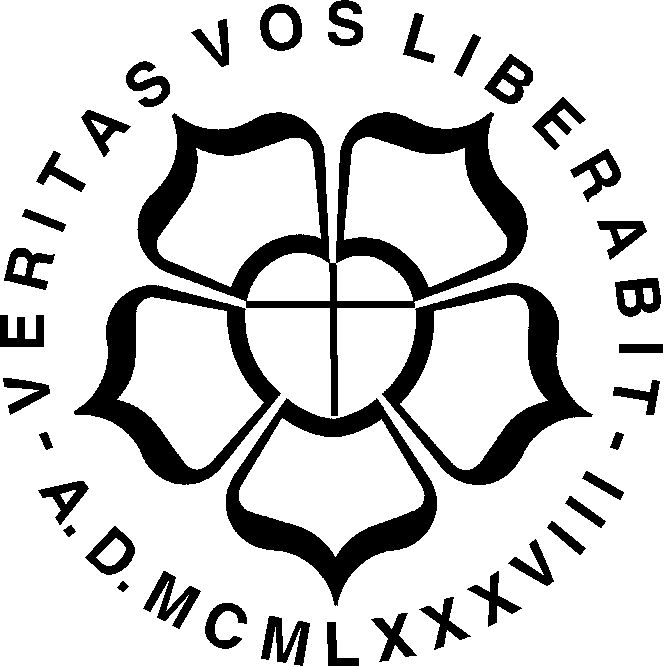 VERITAS VOS LIBERABIT
- A.D. MCMLXXXVIII -